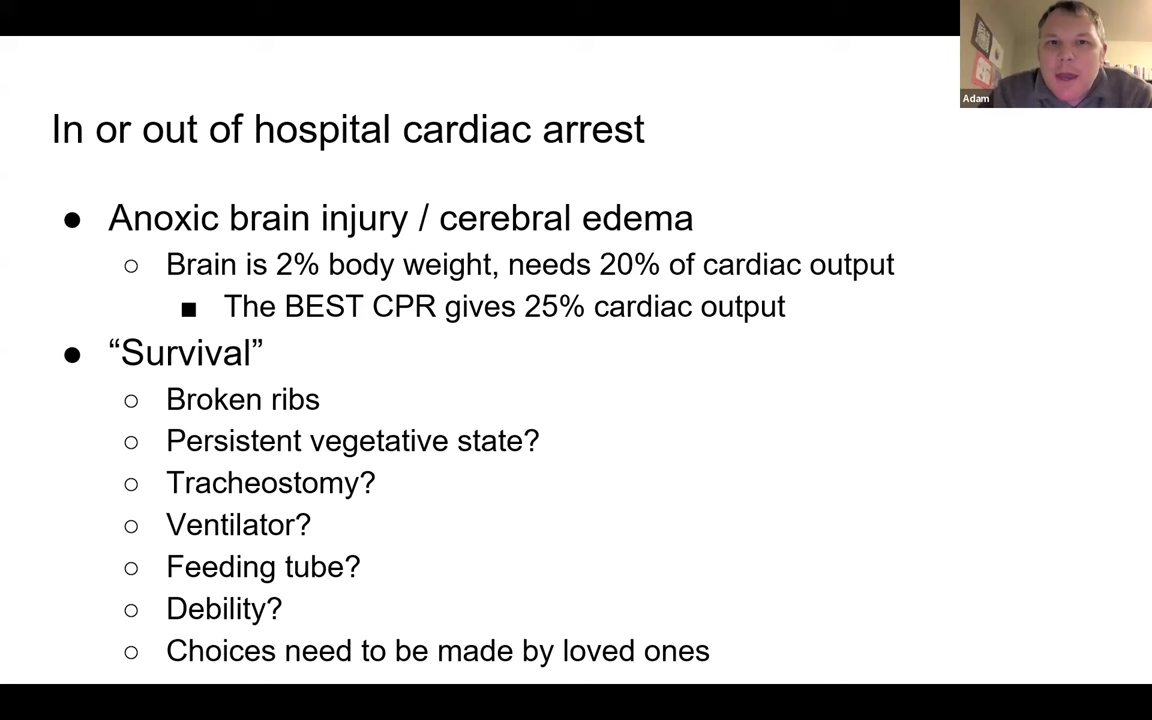 Adam
In or out of hospital cardiac arrest
● Anoxic brain injury / cerebral edema
○ Brain is 2% body weight, needs 20% of cardiac output
■ The BEST CPR gives 25% cardiac output
● “Survival”
○ Broken ribs
○ Persistent vegetative state?
○ Tracheostomy?
○ Ventilator?
○ Feeding tube?
○ Debility?
○ Choices need to be made by loved ones